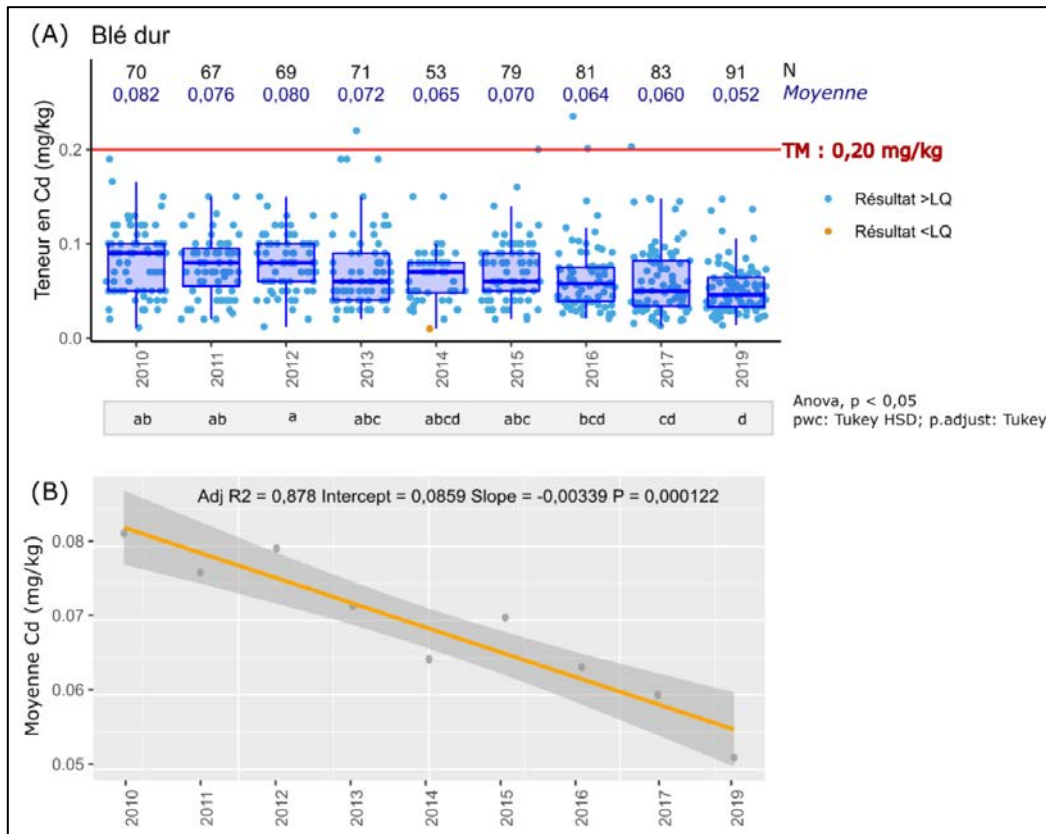 (A) Blé dur
70 67 69 71 53 79 81 83 91 N
0,082 0,076 0,080 0,072 0,065 0,070 0,064 0,060 0,052 Moyenne
Teneur en Cd (mg/kg)
0.2
0.1
0.0
TM : 0,20 mg/kg
Résultat >LQ
Résultat <LQ
2010 2011 2012 2013 2014 2015 2016 2017 2019
ab ab a abc abcd abc bcd cd d
Anova, p < 0,05
pwc: Tukey HSD; p.adjust: Tukey
(B)
Adj R2 = 0,878 Intercept = 0,0859 Slope = -0,00339 P = 0,000122
Moyenne Cd (mg/kg)
0.08
0.07
0.06
0.05
2010 2011 2012 2013 2014 2015 2016 2017 2019